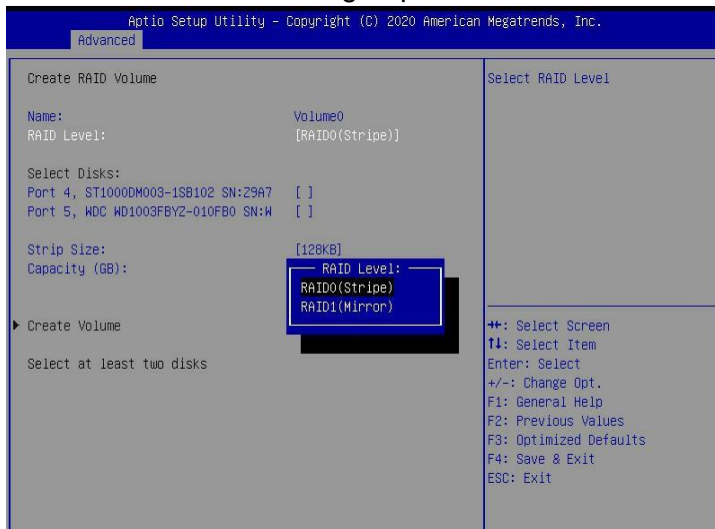 Aptio Setup Utility – Copyright (C) 2020 American Megatrends, Inc.
Advanced
Create RAID Volume
Name: Volume0
RAID Level: [RAID0(Stripe)]
Select Disks:
Port 4, ST1000DM003-1SB102 SN:Z9A7 [ ]
Port 5, WDC WD1003FBYZ-010FB0 SN:W [ ]
Strip Size: [128KB]
Capacity (GB):
RAID Level:
RAID0(Stripe)
RAID1(Mirror)
Create Volume
Select at least two disks
Select RAID Level
→←: Select Screen
↑↓: Select Item
Enter: Select
+/-: Change Opt.
F1: General Help
F2: Previous Values
F3: Optimized Defaults
F4: Save & Exit
ESC: Exit